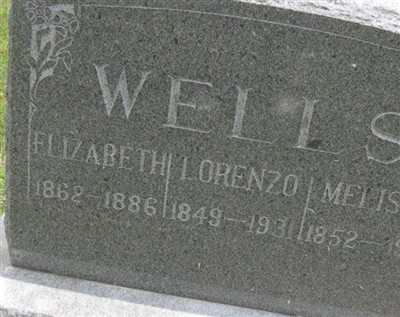 WELLS
ELIZABETH LORENZO
1862-1886 1849-1931 1852-